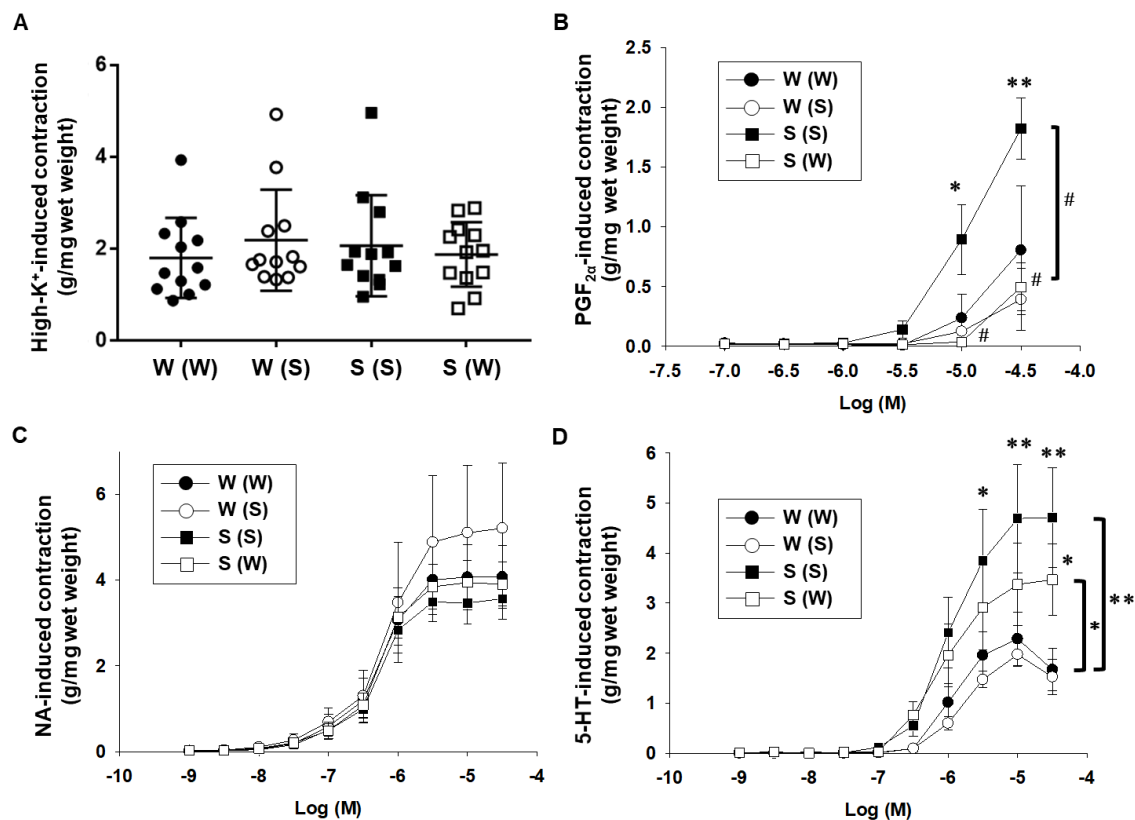 A
High-K⁺-induced contraction
(g/mg wet weight)
6
4
2
0
W (W) W (S) S (S) S (W)
B
PGF₂α-induced contraction
(g/mg wet weight)
2.5
2.0
1.5
1.0
0.5
0.0
W (W)
W (S)
S (S)
S (W)
*
**
#
#
#
-7.5 -7.0 -6.5 -6.0 -5.5 -5.0 -4.5 -4.0
Log (M)
C
NA-induced contraction
(g/mg wet weight)
6
4
2
0
W (W)
W (S)
S (S)
S (W)
-10 -9 -8 -7 -6 -5 -4
Log (M)
D
5-HT-induced contraction
(g/mg wet weight)
6
5
4
3
2
1
0
W (W)
W (S)
S (S)
S (W)
** **
*
*
*
**
-10 -9 -8 -7 -6 -5 -4
Log (M)